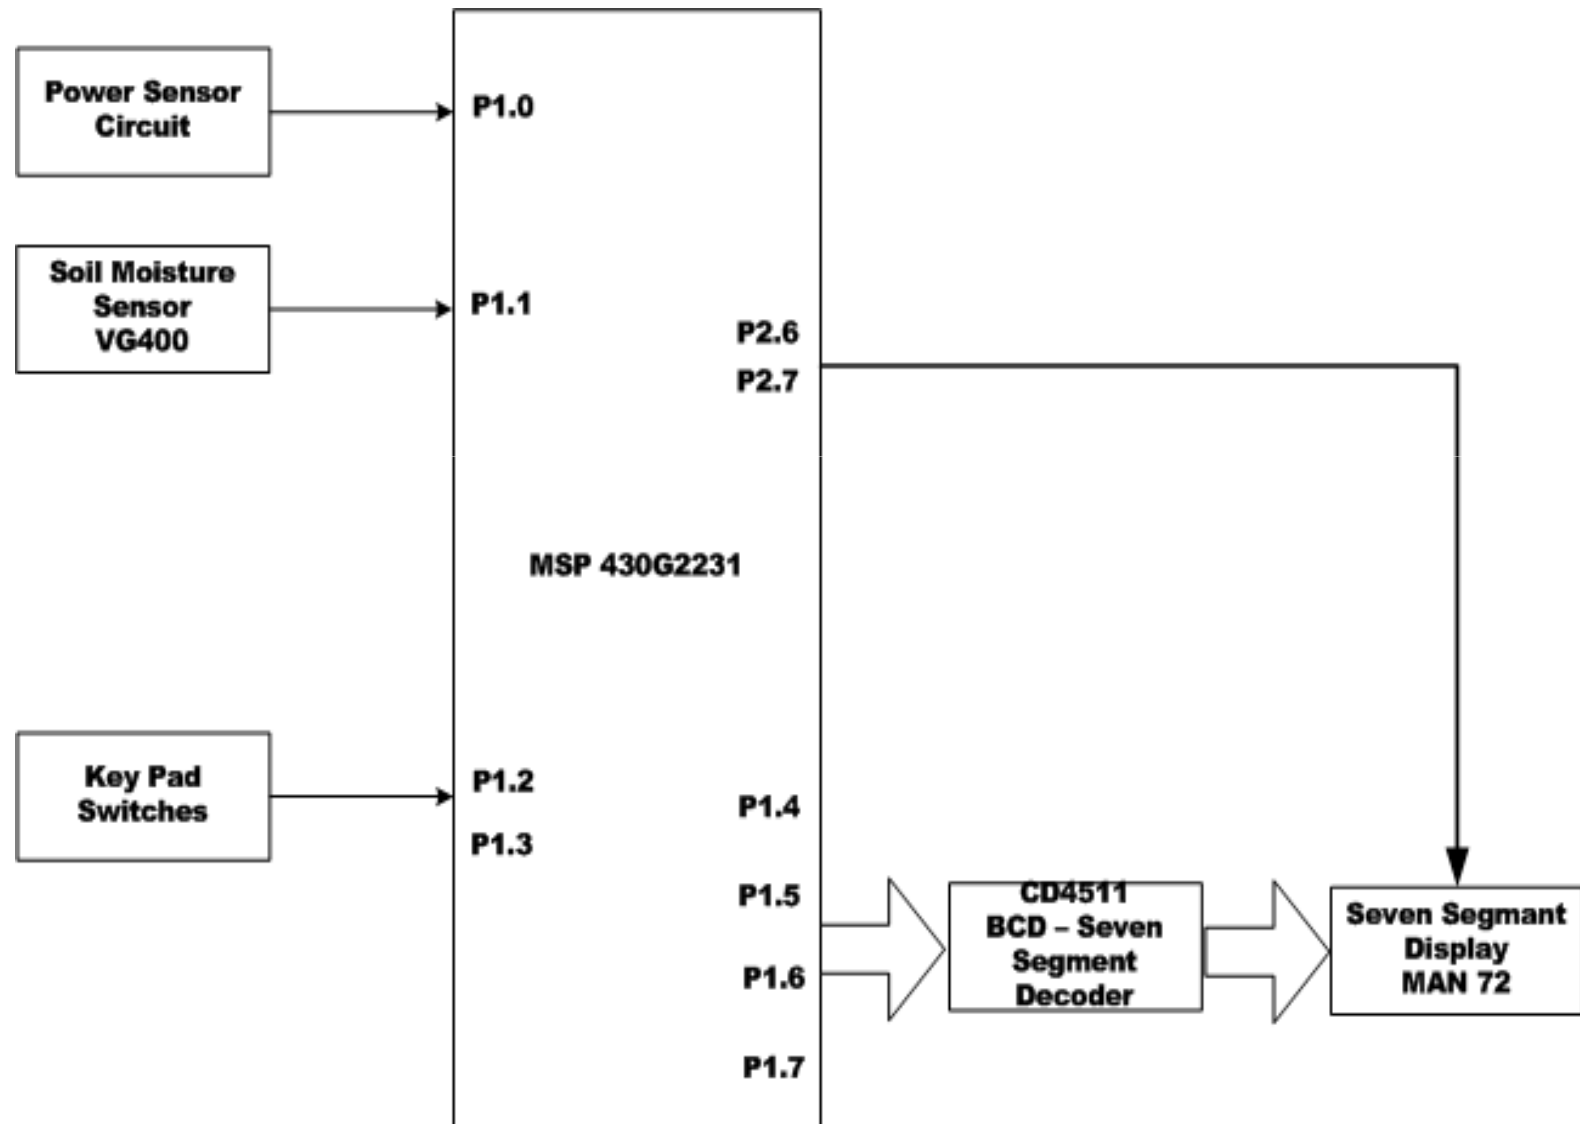 Power Sensor
Circuit
P1.0
Soil Moisture
Sensor
VG400
P1.1
P2.6
P2.7
MSP 430G2231
Key Pad
Switches
P1.2
P1.3
P1.4
P1.5
P1.6
P1.7
CD4511
BCD – Seven
Segment
Decoder
Seven Segmant
Display
MAN 72